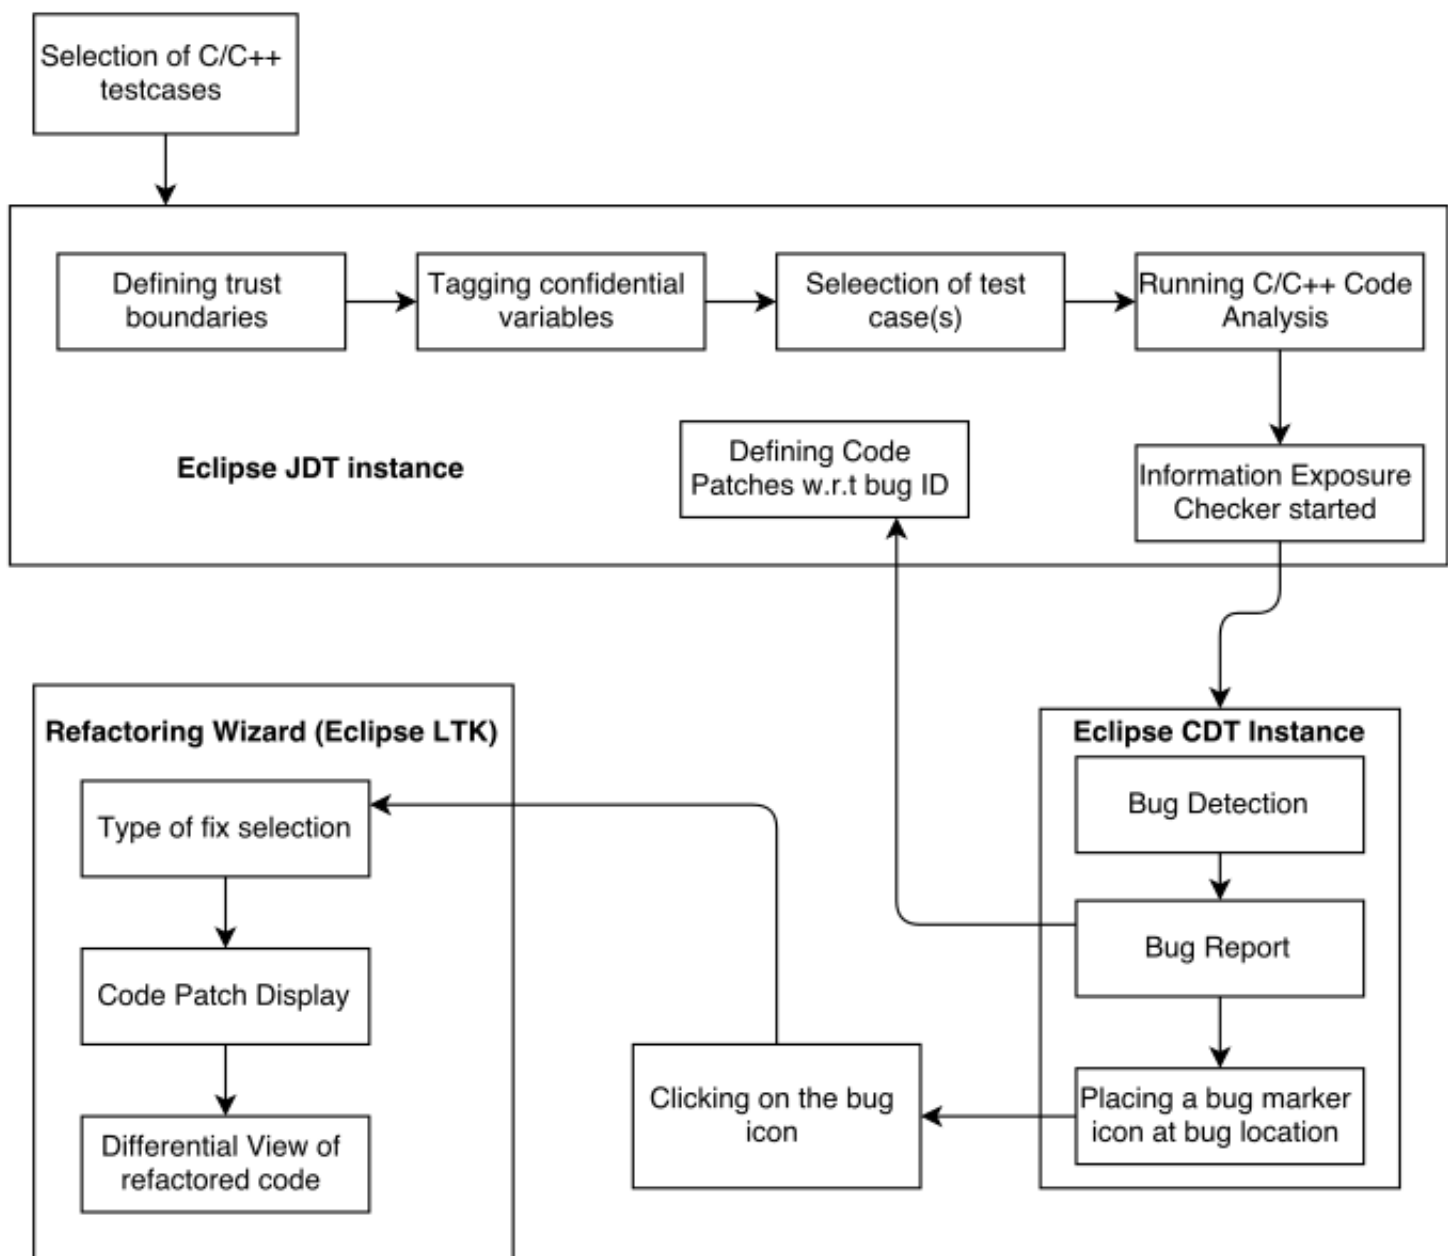 Selection of C/C++
testcases
Defining trust
boundaries
Tagging confidential
variables
Seleection of test
case(s)
Running C/C++ Code
Analysis
Eclipse JDT instance
Defining Code
Patches w.r.t bug ID
Information Exposure
Checker started
Refactoring Wizard (Eclipse LTK)
Type of fix selection
Code Patch Display
Differential View of
refactored code
Clicking on the bug
icon
Eclipse CDT Instance
Bug Detection
Bug Report
Placing a bug marker
icon at bug location